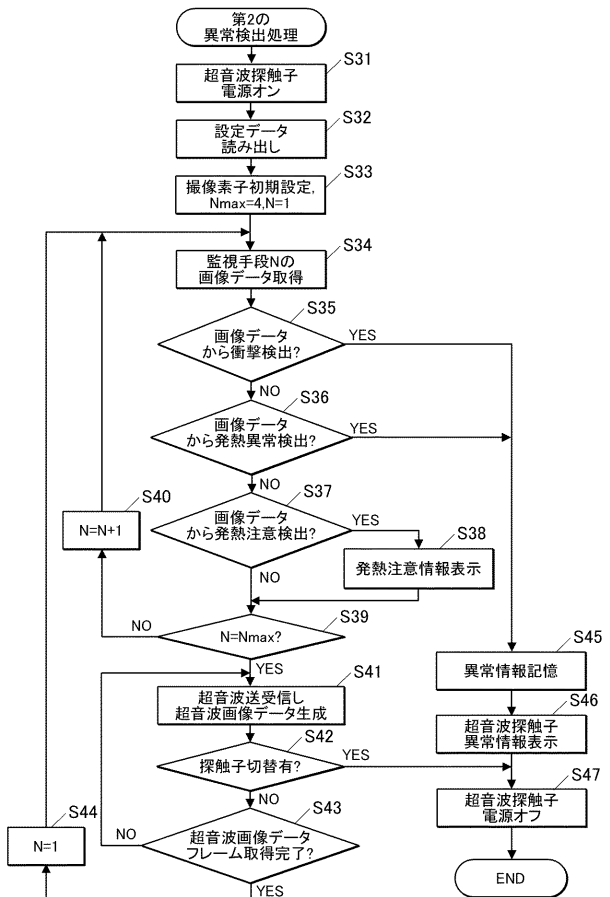 第2の
異常検出処理
S31
超音波探触子
電源オン
S32
設定データ
読み出し
S33
撮像素子初期設定,
Nmax=4,N=1
S34
監視手段Nの
画像データ取得
S35
画像データ
から衝撃検出?
YES
NO
S36
画像データ
から発熱異常検出?
YES
NO
S37
画像データ
から発熱注意検出?
YES
NO
S38
発熱注意情報表示
S39
N=Nmax?
NO
YES
S40
N=N+1
S41
超音波送受信し
超音波画像データ生成
S42
探触子切替有?
YES
NO
S43
超音波画像データ
フレーム取得完了?
NO
YES
S44
N=1
S45
異常情報記憶
S46
超音波探触子
異常情報表示
S47
超音波探触子
電源オフ
END